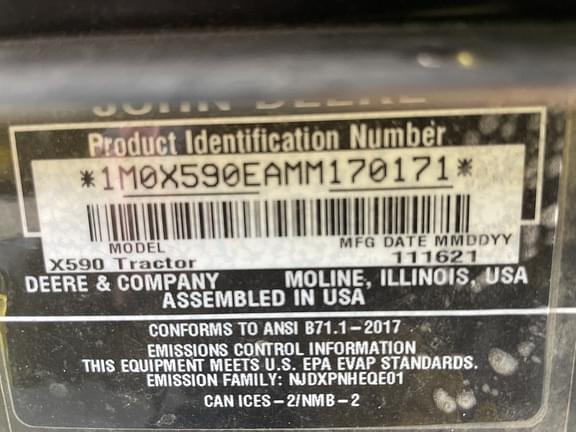 JOHN DEERE
Product Identification Number
*1M0X590EAMM170171*
MODEL MFG DATE MMDDYY
X590 Tractor 111621
DEERE & COMPANY MOLINE, ILLINOIS, USA
ASSEMBLED IN USA
CONFORMS TO ANSI B71.1-2017
EMISSIONS CONTROL INFORMATION
THIS EQUIPMENT MEETS U.S. EPA EVAP STANDARDS.
EMISSION FAMILY: NJDXPNHEQE01
CAN ICES-2/NMB-2